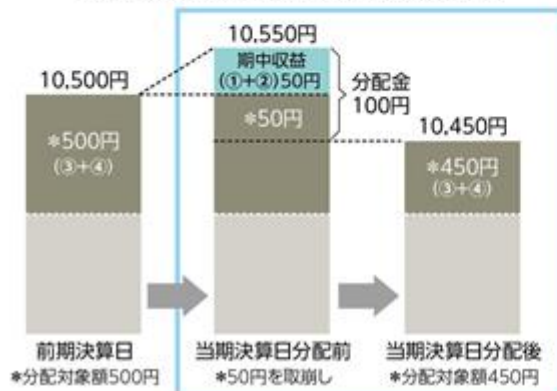 10,550円
期中収益
(①+②)50円
10,500円
分配金
100円
*50円
10,450円
*500円
(③+④)
*450円
(③+④)
前期決算日
当期決算日分配前
当期決算日分配後
*分配対象額500円
*50円を取崩し
*分配対象額450円